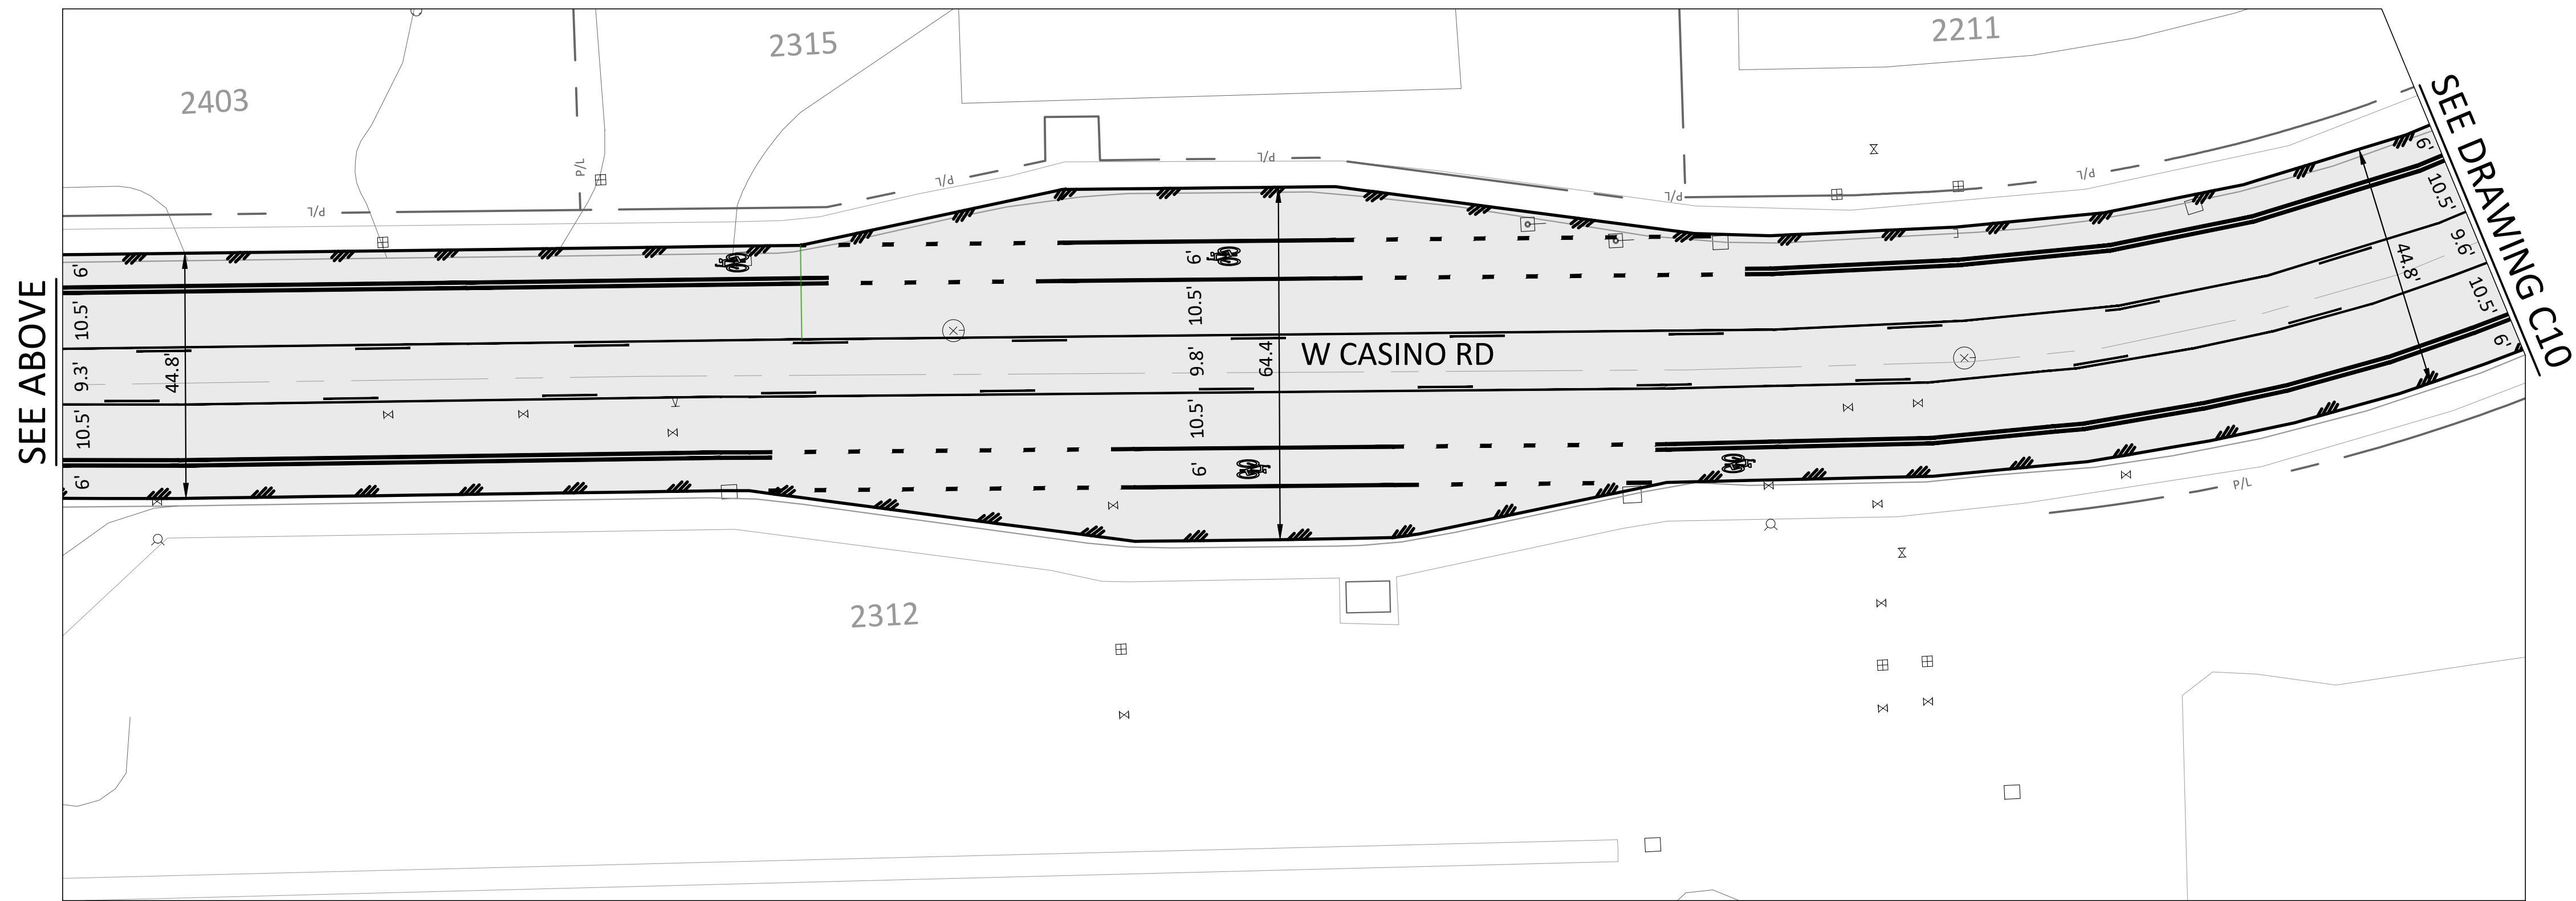 2403
2315
2211
P/L
P/L
P/L
P/L
P/L
P/L
P/L
SEE ABOVE
6'
10.5'
9.3'
10.5'
6'
44.8'
6'
10.5'
9.8'
10.5'
6'
64.4
W CASINO RD
6'
10.5'
9.6'
10.5'
6'
44.8'
SEE DRAWING C10
2312